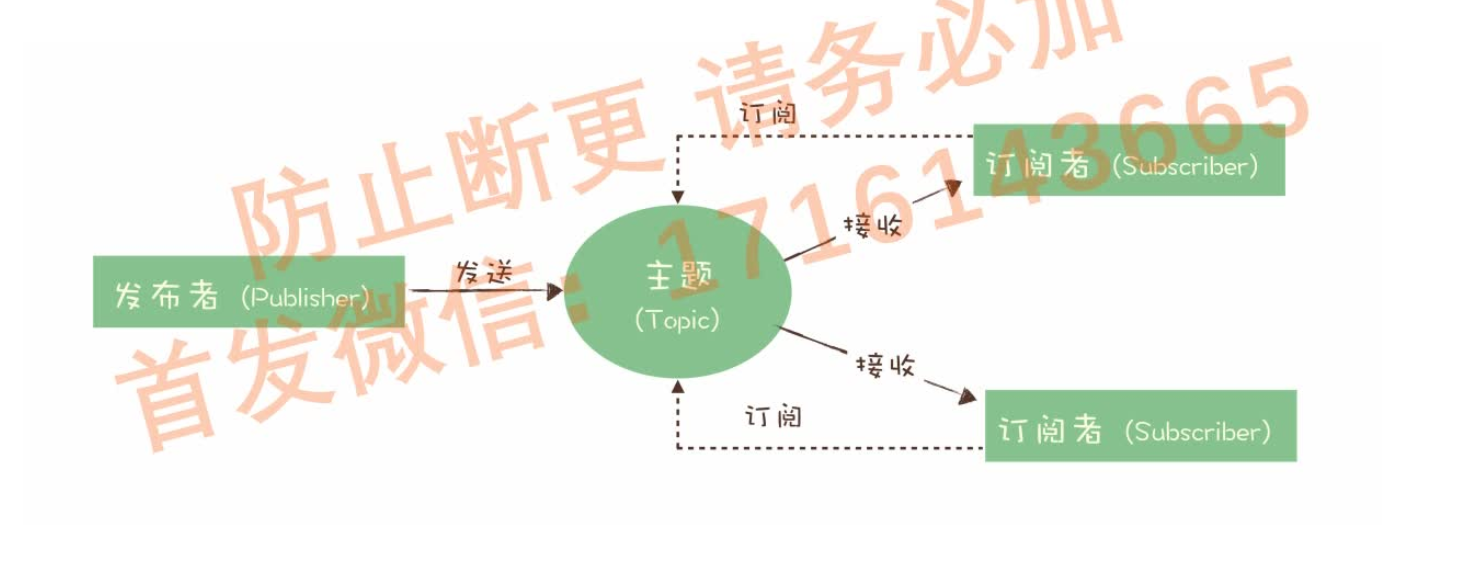 防止断更 请务必加
首发微信：1716143665
订阅
订阅者 (Subscriber)
接收
发布者 (Publisher)
发送
主题
(Topic)
接收
订阅
订阅者 (Subscriber)